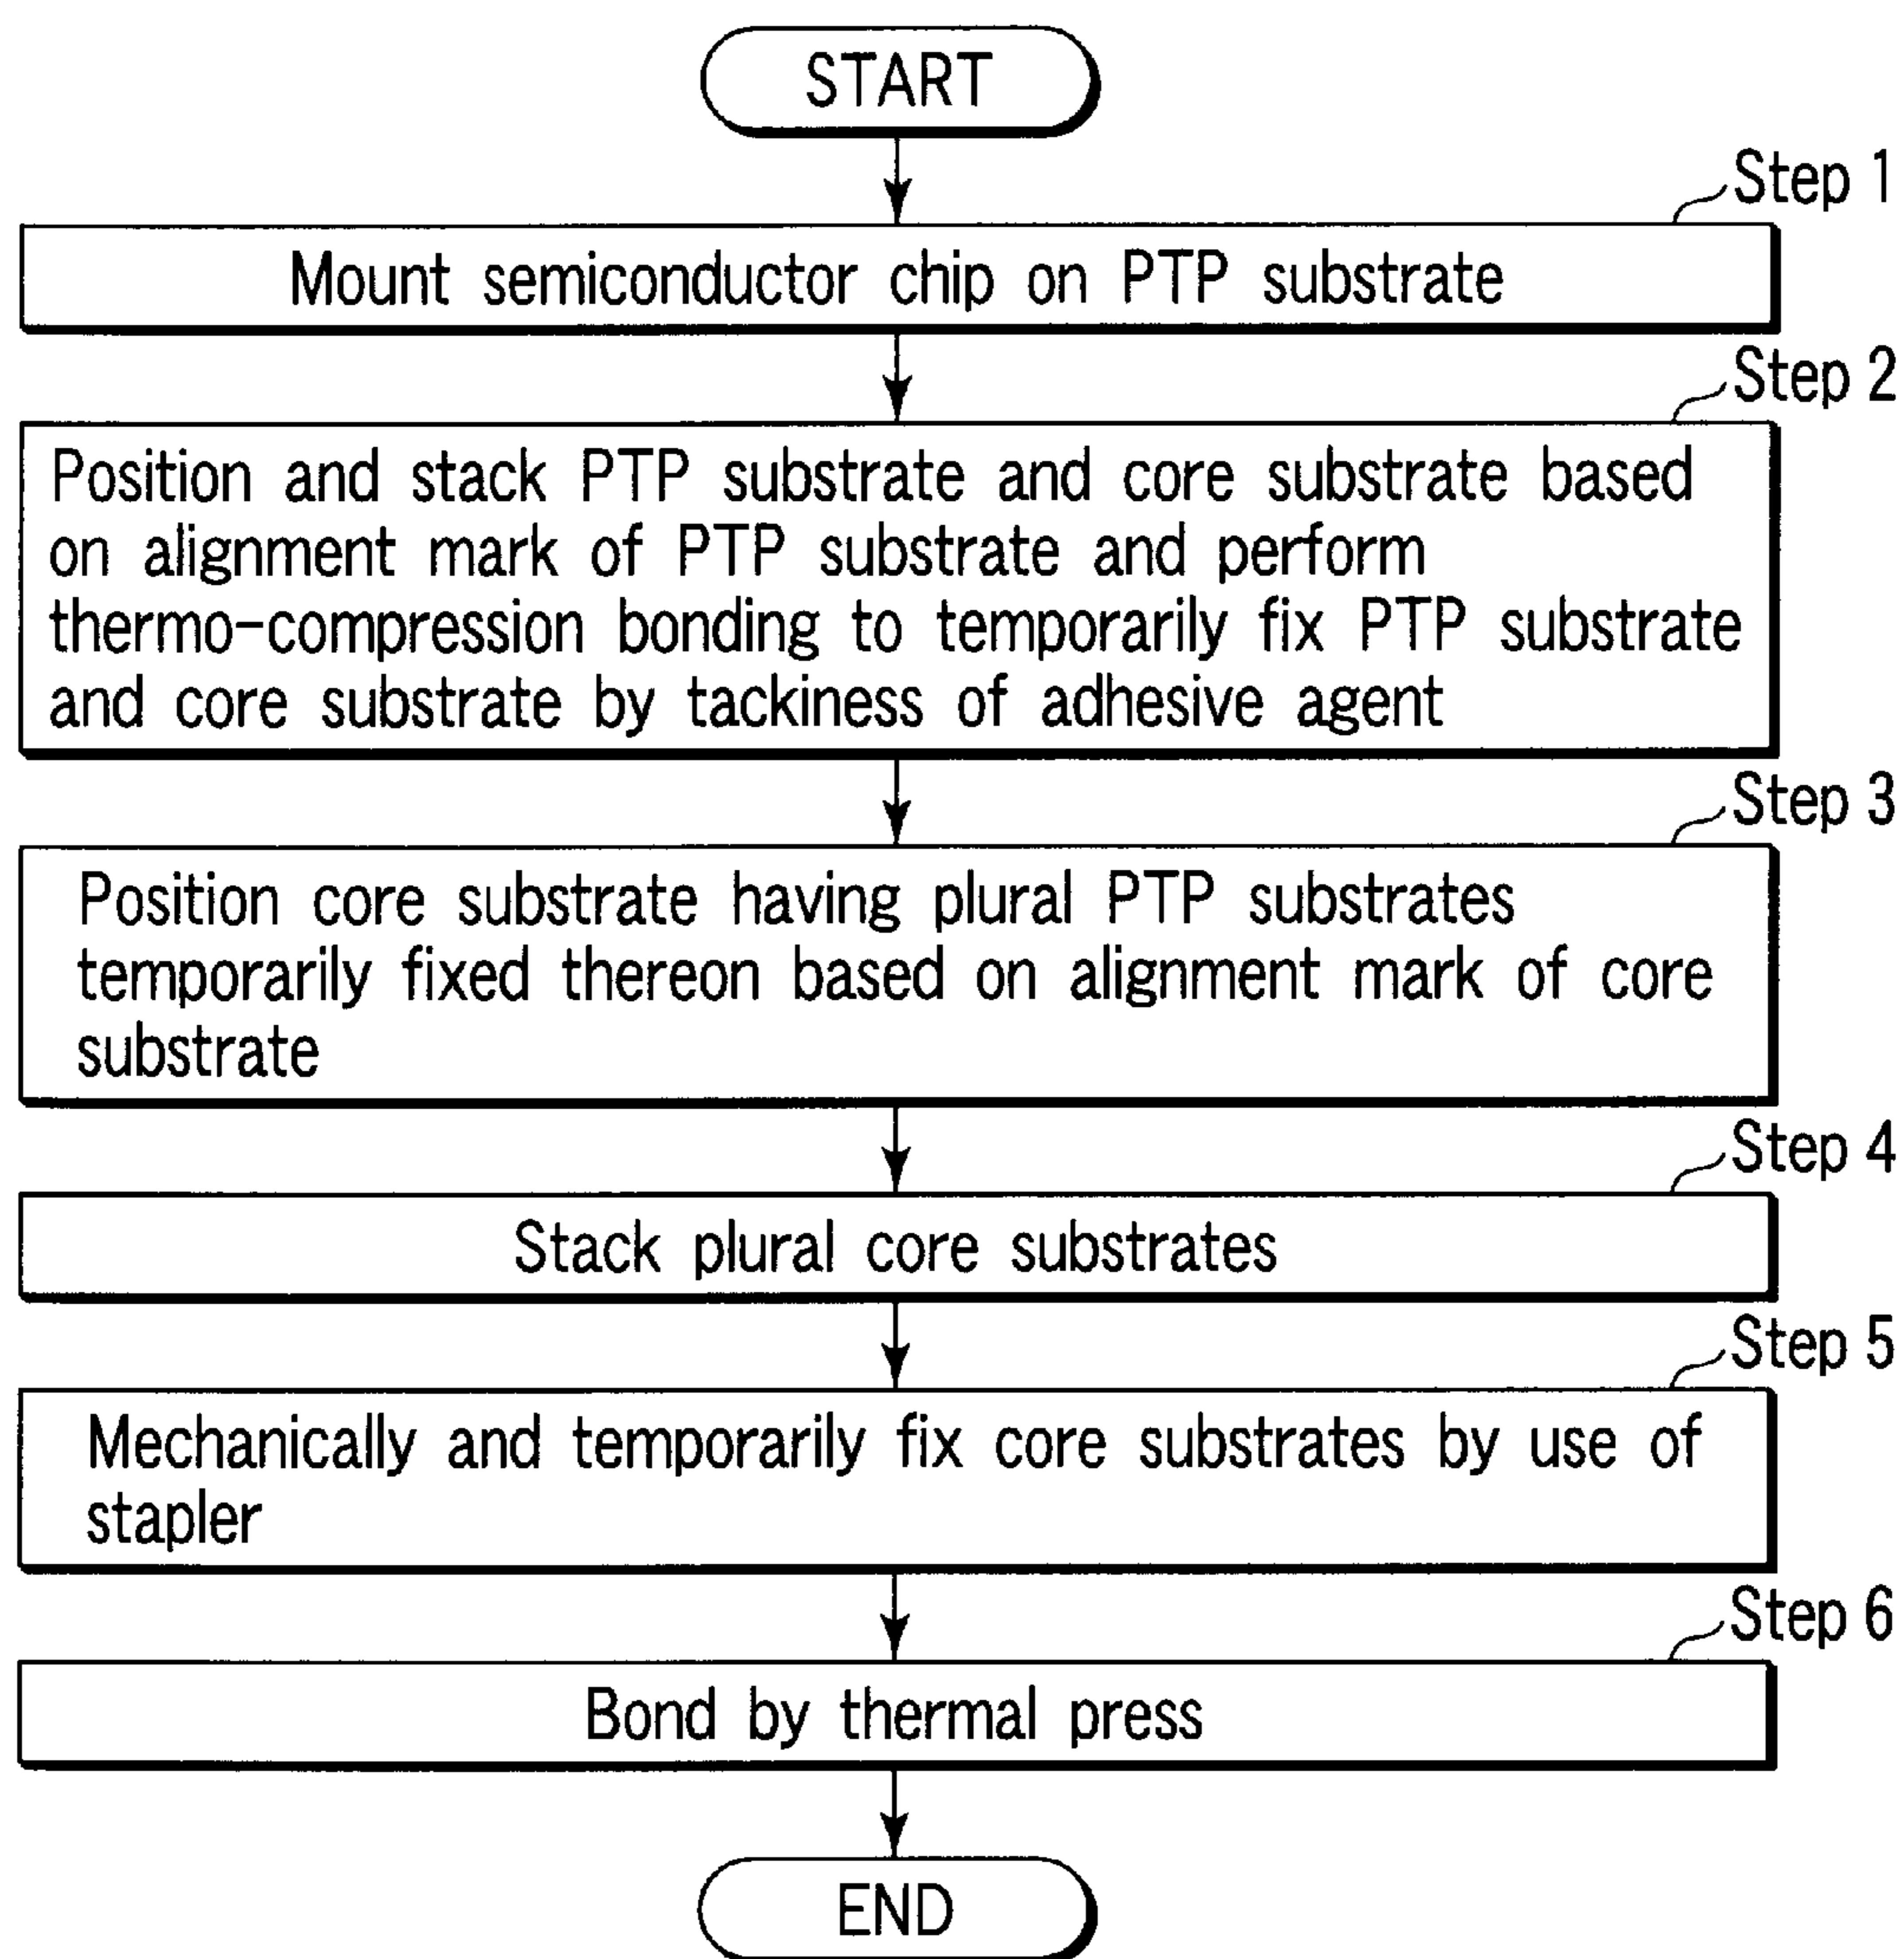 START
Step 1
Mount semiconductor chip on PTP substrate
Step 2
Position and stack PTP substrate and core substrate based
on alignment mark of PTP substrate and perform
thermo-compression bonding to temporarily fix PTP substrate
and core substrate by tackiness of adhesive agent
Step 3
Position core substrate having plural PTP substrates
temporarily fixed thereon based on alignment mark of core
substrate
Step 4
Stack plural core substrates
Step 5
Mechanically and temporarily fix core substrates by use of
stapler
Step 6
Bond by thermal press
END